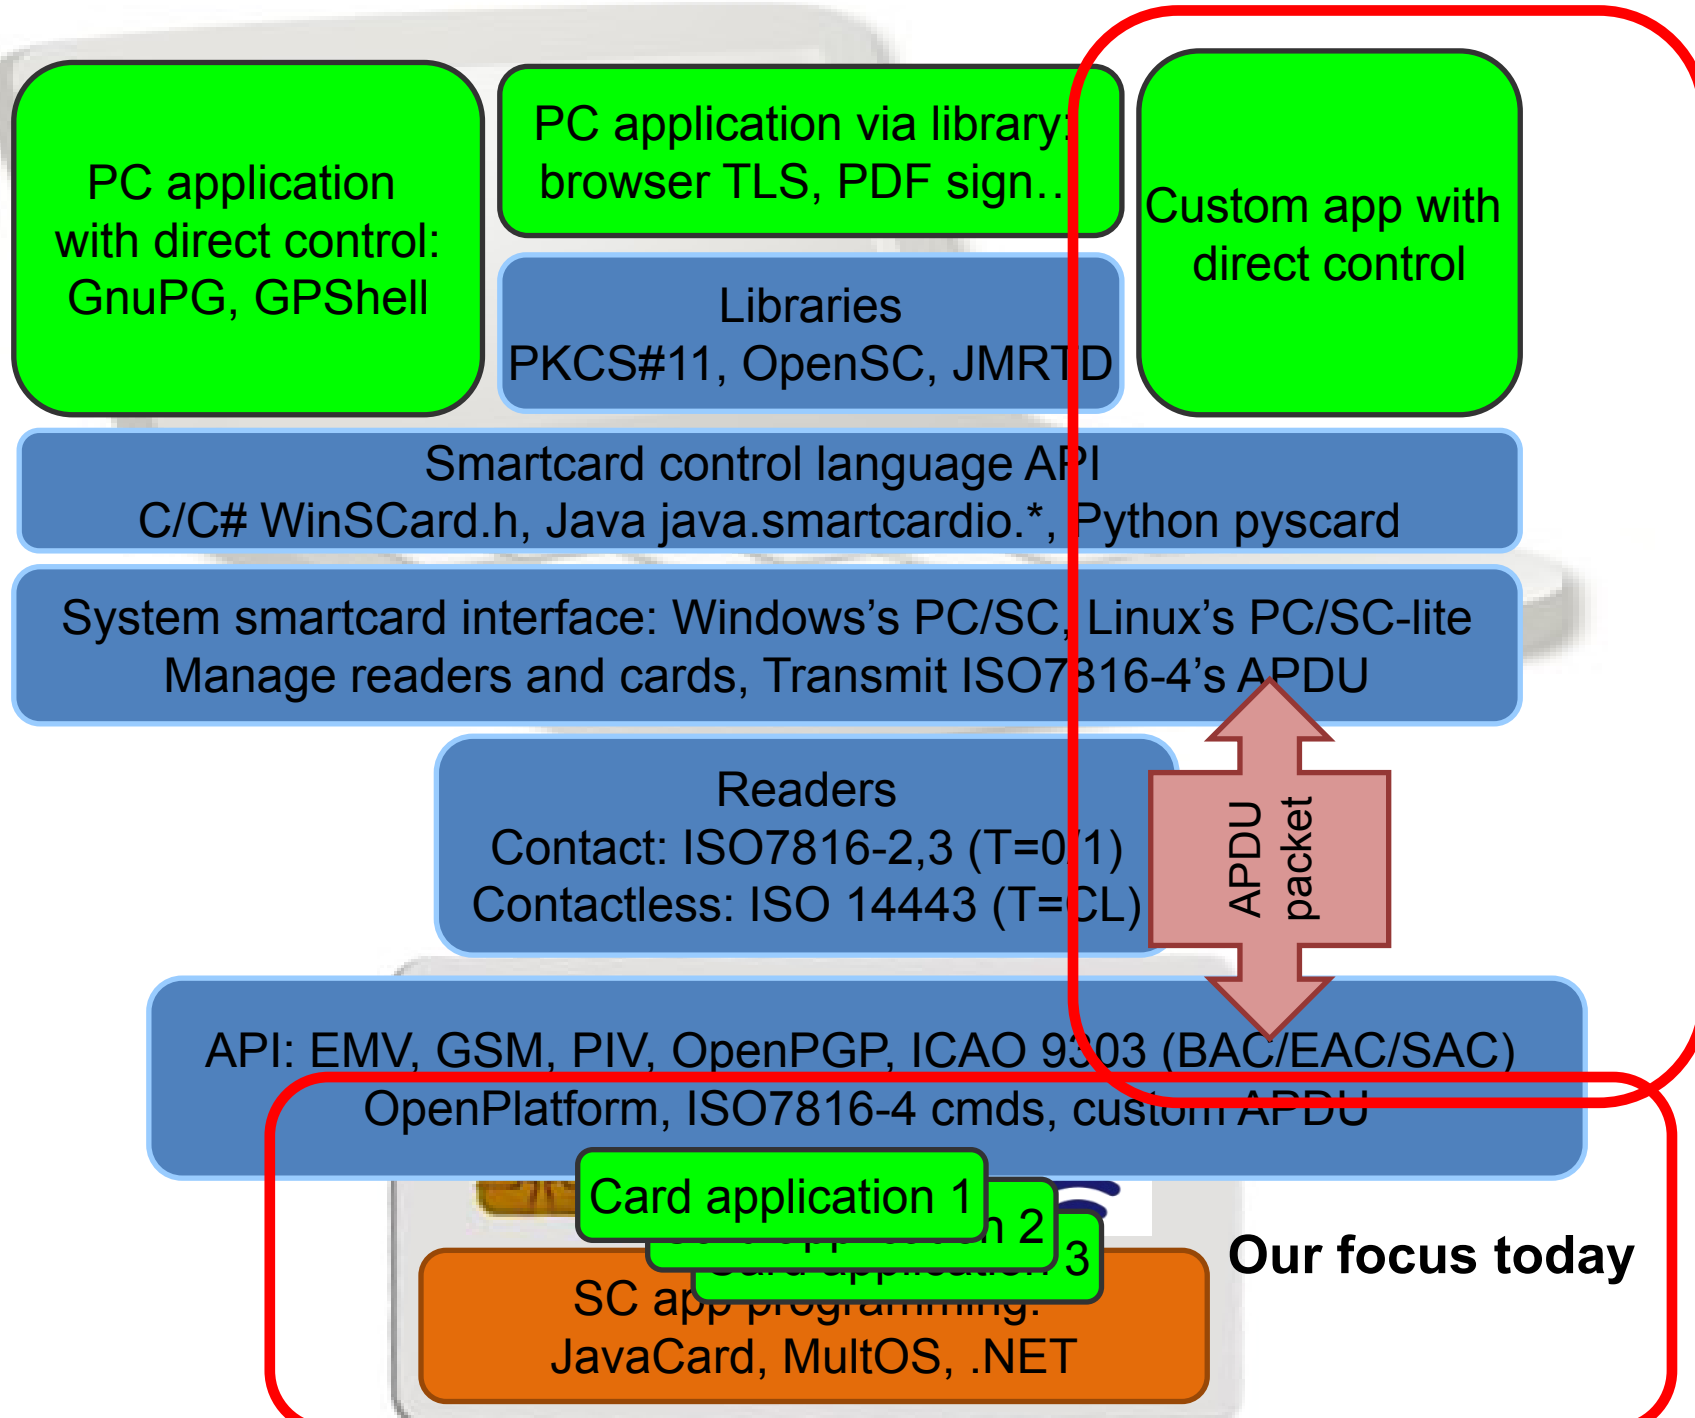 PC application
with direct control:
GnuPG, GPShell
PC application via library:
browser TLS, PDF sign…
Custom app with
direct control
Libraries
PKCS#11, OpenSC, JMRTD
Smartcard control language API
C/C# WinSCard.h, Java java.smartcardio.*, Python pyscard
System smartcard interface: Windows’s PC/SC, Linux’s PC/SC-lite
Manage readers and cards, Transmit ISO7816-4’s APDU
Readers
Contact: ISO7816-2,3 (T=0/1)
Contactless: ISO 14443 (T=CL)
APDU
packet
API: EMV, GSM, PIV, OpenPGP, ICAO 9303 (BAC/EAC/SAC)
OpenPlatform, ISO7816-4 cmds, custom APDU
Card application 1
Card application 2
Card application 3
Our focus today
SC app programming:
JavaCard, MultOS, .NET